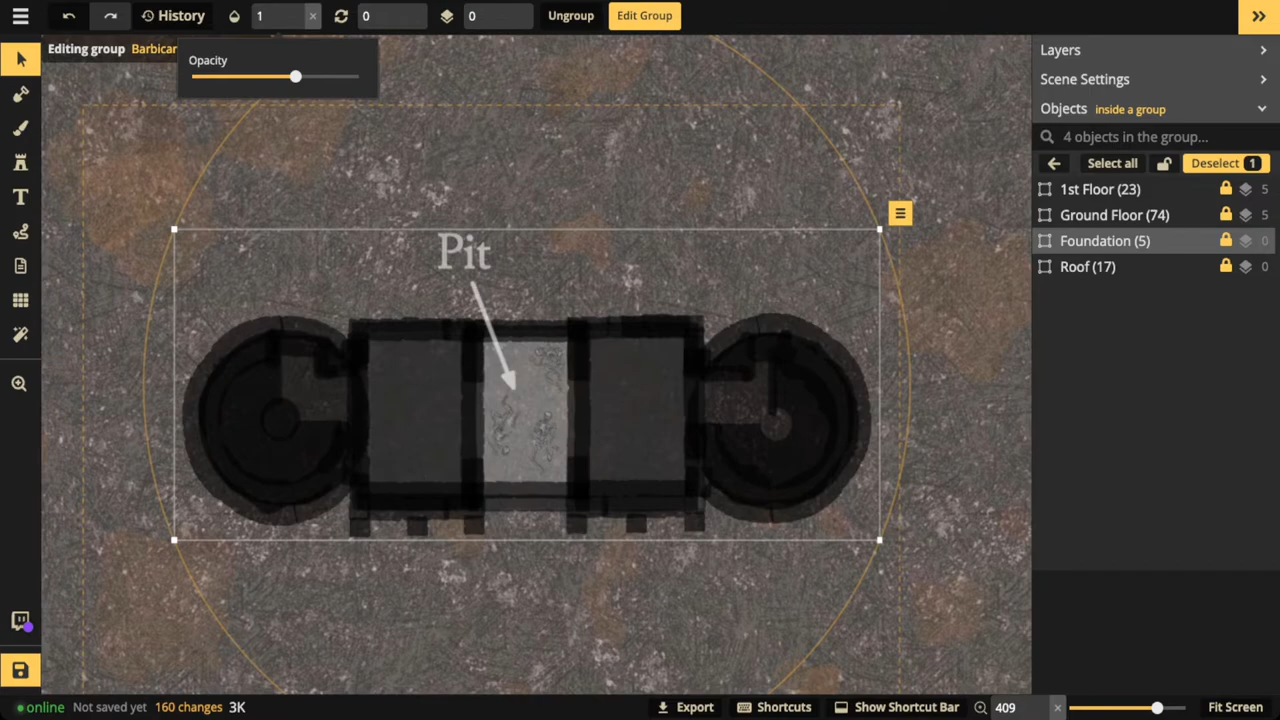 History
1
×
0
0
Ungroup
Edit Group
Editing group Barbican
Opacity
Layers
Scene Settings
Objects inside a group
4 objects in the group...
Select all
Deselect 1
1st Floor (23) 5
Ground Floor (74) 5
Foundation (5) 0
Roof (17) 0
Pit
online
Not saved yet
160 changes
3K
Export
Shortcuts
Show Shortcut Bar
409
×
Fit Screen